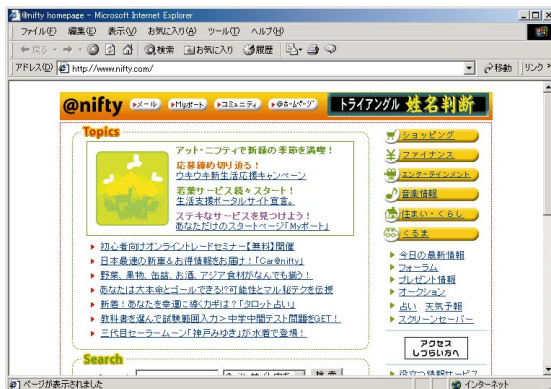 @nifty homepage - Microsoft Internet Explorer
ファイル(F) 編集(E) 表示(V) お気に入り(A) ツール(T) ヘルプ(H)
戻る 検索 お気に入り 履歴
アドレス(D) http://www.nifty.com/ 移動 リンク »
@nifty メール Myポート コミュニティ @ホームページ トライアングル 姓名判断
Topics
アット・ニフティで新緑の季節を満喫!
応募締め切り迫る!
ウキウキ新生活応援キャンペーン
若葉サービス続々スタート!
生活支援ポータルサイト宣言。
ステキなサービスを見つけよう!
あなただけのスタートページ「Myポート」
初心者向けオンライントレードセミナー【無料】開催
日本最速の新車&お得情報をお届け!「Car@nifty」
野菜、果物、缶詰、お酒、アジア食材がなんでも揃う!
あなたは大本命とゴールできる!?可能性とマル秘テクを伝授
新着!あなたを幸運に導くカギは?「タロット占い」
教科書を選んで試験範囲入力>中学中間テスト問題をGET!
三代目セーラームーン「神戸みゆき」が水着で登場!
Search
検索
ショッピング
ファイナンス
エンターテインメント
音楽情報
住まい・くらし
くるま
今日の最新情報
フォーラム
プレゼント情報
オークション
占い 天気予報
スクリーンセーバー
アクセス
しづらい方へ
役立つ情報サービス
ページが表示されました インターネット